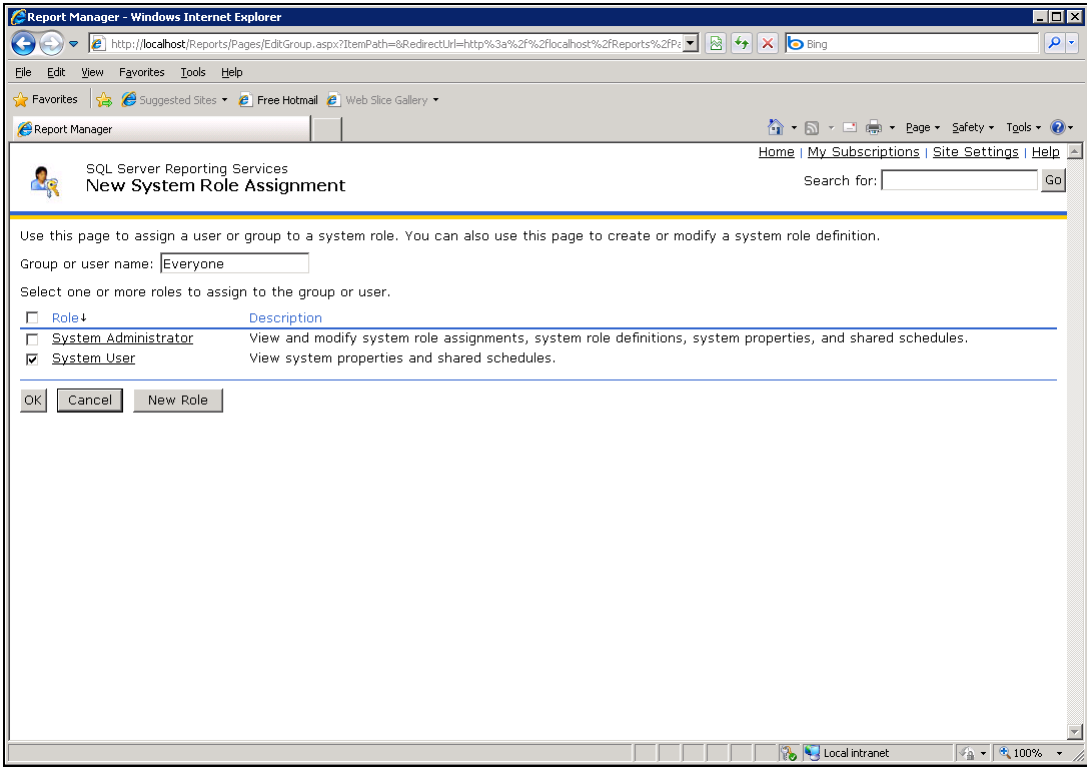 Report Manager - Windows Internet Explorer
http://localhost/Reports/Pages/EditGroup.aspx?ItemPath=&RedirectUrl=http%3a%2f%2flocalhost%2fReports%2fPa
Bing
File Edit View Favorites Tools Help
Favorites Suggested Sites Free Hotmail Web Slice Gallery
Report Manager
Page Safety Tools
Home | My Subscriptions | Site Settings | Help
SQL Server Reporting Services
New System Role Assignment
Search for: Go
Use this page to assign a user or group to a system role. You can also use this page to create or modify a system role definition.
Group or user name: Everyone
Select one or more roles to assign to the group or user.
Role↓ Description
System Administrator View and modify system role assignments, system role definitions, system properties, and shared schedules.
System User View system properties and shared schedules.
OK Cancel New Role
Local intranet 100%